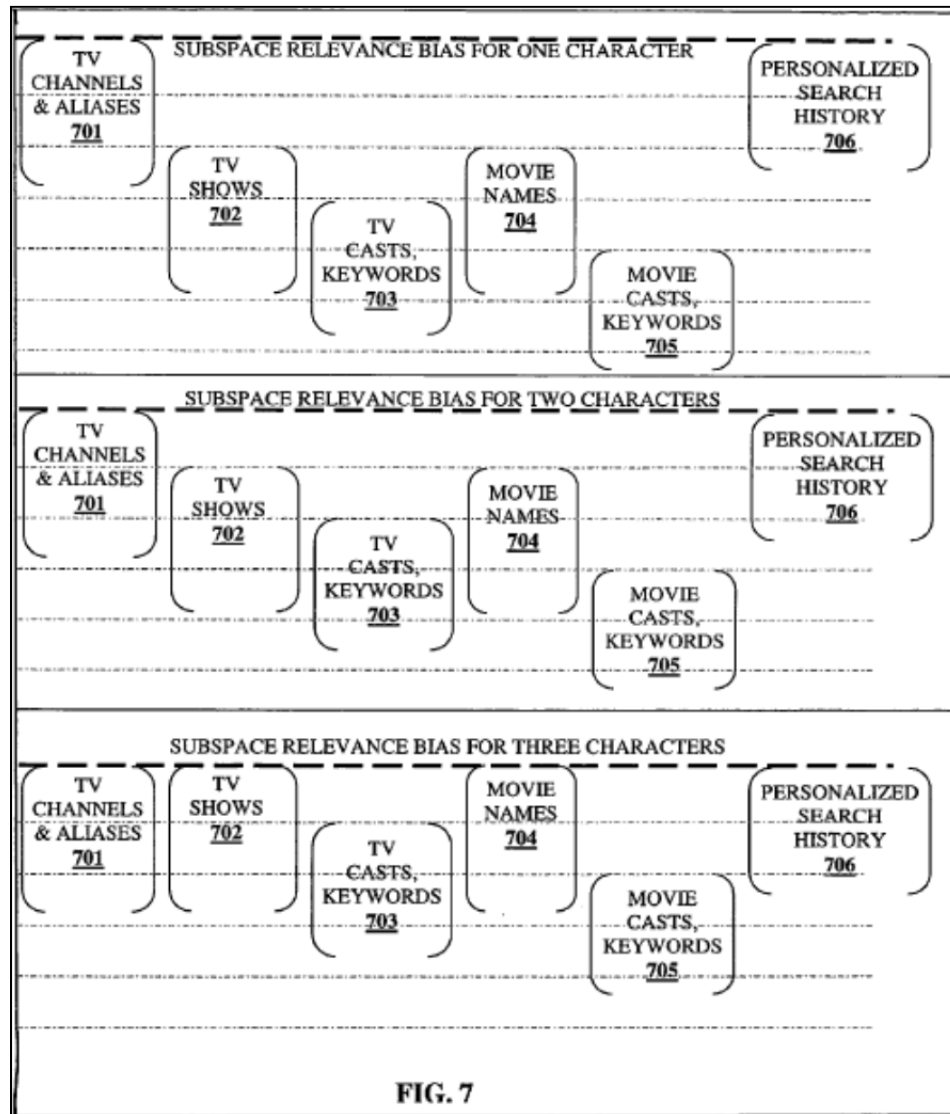 SUBSPACE RELEVANCE BIAS FOR ONE CHARACTER
TV
CHANNELS
& ALIASES
701
TV
SHOWS
702
TV
CASTS,
KEYWORDS
703
MOVIE
NAMES
704
MOVIE
CASTS,
KEYWORDS
705
PERSONALIZED
SEARCH
HISTORY
706
SUBSPACE RELEVANCE BIAS FOR TWO CHARACTERS
TV
CHANNELS
& ALIASES
701
TV
SHOWS
702
TV
CASTS,
KEYWORDS
703
MOVIE
NAMES
704
MOVIE
CASTS,
KEYWORDS
705
PERSONALIZED
SEARCH
HISTORY
706
SUBSPACE RELEVANCE BIAS FOR THREE CHARACTERS
TV
CHANNELS
& ALIASES
701
TV
SHOWS
702
TV
CASTS,
KEYWORDS
703
MOVIE
NAMES
704
MOVIE
CASTS,
KEYWORDS
705
PERSONALIZED
SEARCH
HISTORY
706
FIG. 7